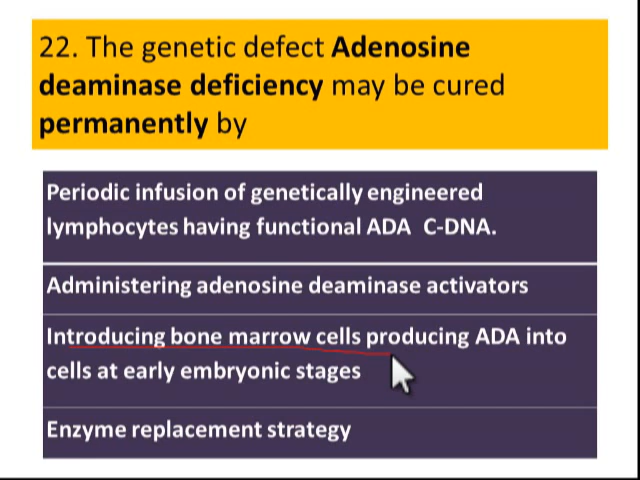 22. The genetic defect Adenosine
deaminase deficiency may be cured
permanently by
Periodic infusion of genetically engineered
lymphocytes having functional ADA C-DNA.
Administering adenosine deaminase activators
Introducing bone marrow cells producing ADA into
cells at early embryonic stages
Enzyme replacement strategy